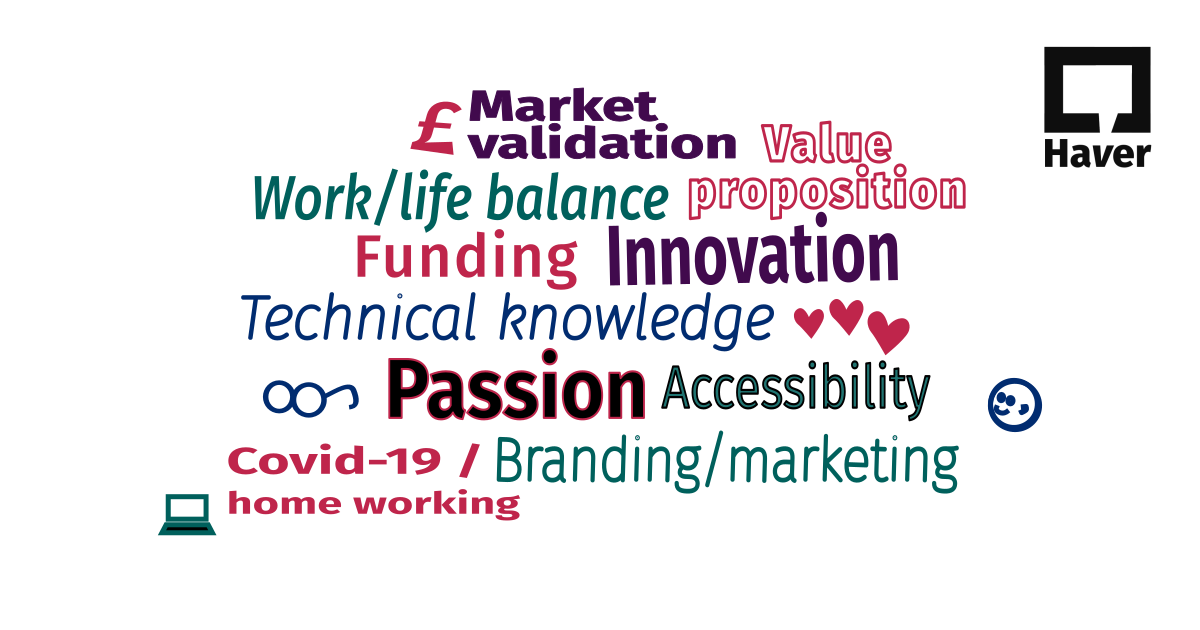 £ Market
validation
Value
proposition
Haver
Work/life balance
Funding
Innovation
Technical knowledge
Passion
Accessibility
Covid-19 /
home working
Branding/marketing